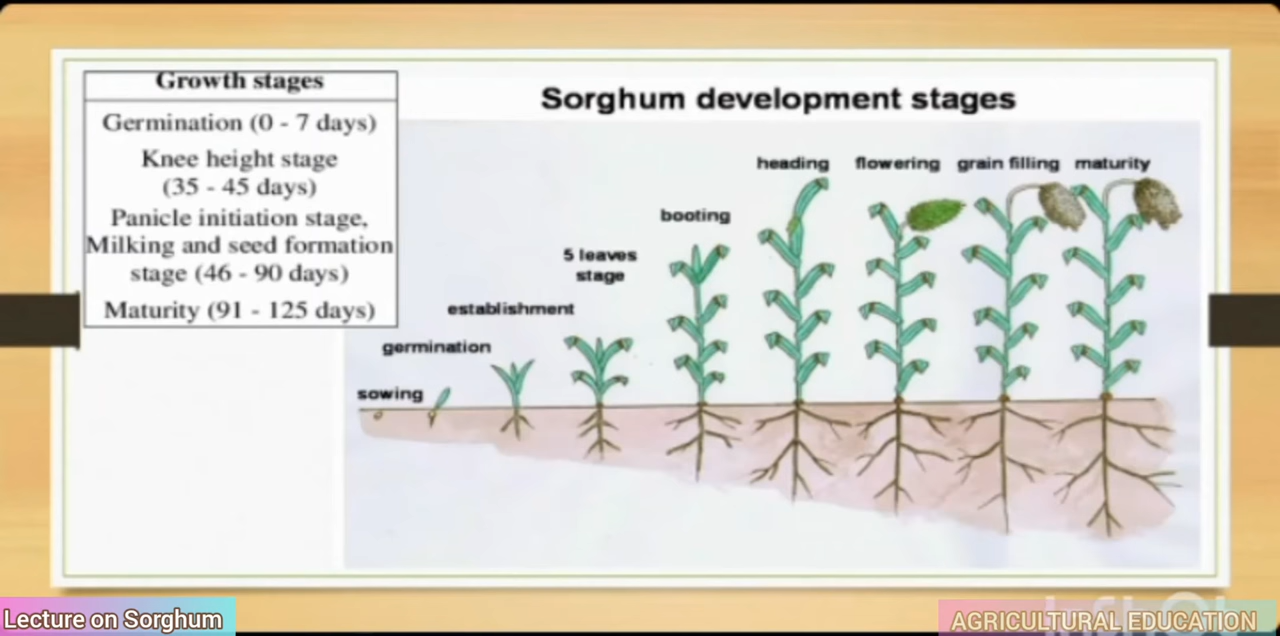 Growth stages
Germination (0 - 7 days)
Knee height stage
(35 - 45 days)
Panicle initiation stage,
Milking and seed formation
stage (46 - 90 days)
Maturity (91 - 125 days)
Sorghum development stages
heading flowering grain filling maturity
booting
5 leaves
stage
establishment
germination
sowing
Lecture on Sorghum
AGRICULTURAL EDUCATION